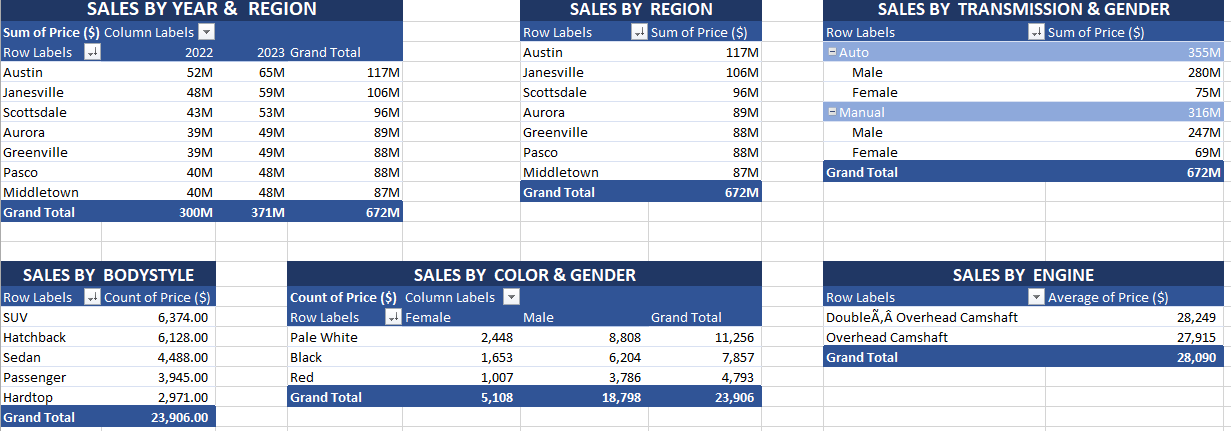 SALES BY YEAR & REGION
Sum of Price ($) Column Labels
Row Labels 2022 2023 Grand Total
Austin 52M 65M 117M
Janesville 48M 59M 106M
Scottsdale 43M 53M 96M
Aurora 39M 49M 89M
Greenville 39M 49M 88M
Pasco 40M 48M 88M
Middletown 40M 48M 87M
Grand Total 300M 371M 672M
SALES BY REGION
Row Labels Sum of Price ($)
Austin 117M
Janesville 106M
Scottsdale 96M
Aurora 89M
Greenville 88M
Pasco 88M
Middletown 87M
Grand Total 672M
SALES BY TRANSMISSION & GENDER
Row Labels Sum of Price ($)
Auto 355M
Male 280M
Female 75M
Manual 316M
Male 247M
Female 69M
Grand Total 672M
SALES BY BODYSTYLE
Row Labels Count of Price ($)
SUV 6,374.00
Hatchback 6,128.00
Sedan 4,488.00
Passenger 3,945.00
Hardtop 2,971.00
Grand Total 23,906.00
SALES BY COLOR & GENDER
Count of Price ($) Column Labels
Row Labels Female Male Grand Total
Pale White 2,448 8,808 11,256
Black 1,653 6,204 7,857
Red 1,007 3,786 4,793
Grand Total 5,108 18,798 23,906
SALES BY ENGINE
Row Labels Average of Price ($)
DoubleÃ‚Â Overhead Camshaft 28,249
Overhead Camshaft 27,915
Grand Total 28,090